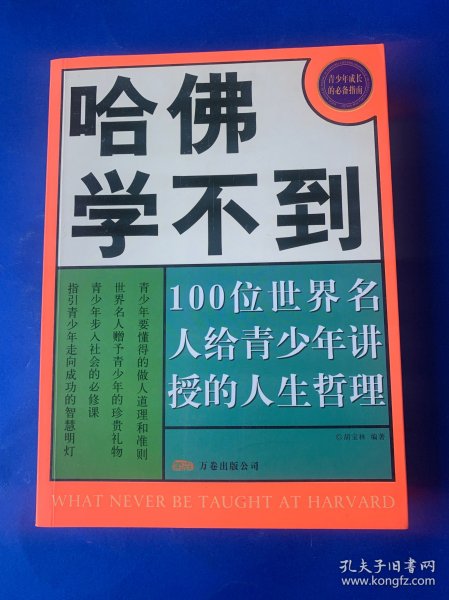 哈佛
学不到
青少年成长
的必备指南
100位世界名
人给青少年讲
授的人生哲理
青少年要懂得的做人道理和准则
世界名人赠予青少年的珍贵礼物
青少年步入社会的必修课
指引青少年走向成功的智慧明灯
◎胡宝林 编著
万卷出版公司
WHAT NEVER BE TAUGHT AT HARVARD
孔夫子旧书网
www.kongfz.com